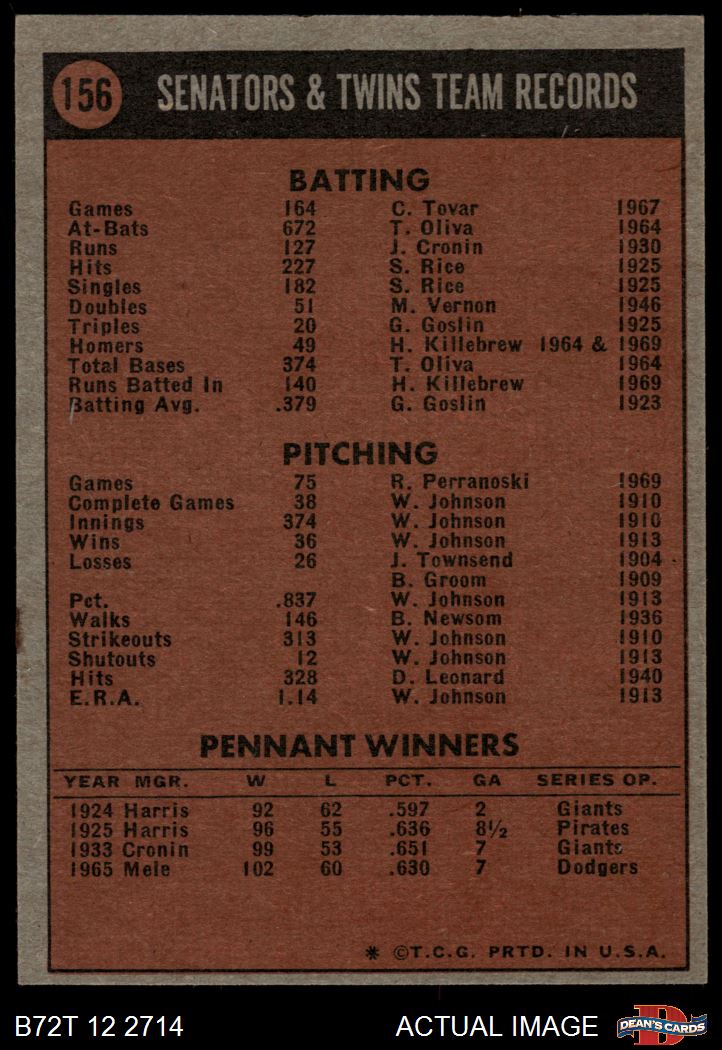 156 SENATORS & TWINS TEAM RECORDS
BATTING
Games 164 C. Tovar 1967
At-Bats 672 T. Oliva 1964
Runs 127 J. Cronin 1930
Hits 227 S. Rice 1925
Singles 182 S. Rice 1925
Doubles 51 M. Vernon 1946
Triples 20 G. Goslin 1925
Homers 49 H. Killebrew 1964 & 1969
Total Bases 374 T. Oliva 1964
Runs Batted In 140 H. Killebrew 1969
Batting Avg. .379 G. Goslin 1923
PITCHING
Games 75 R. Perranoski 1969
Complete Games 38 W. Johnson 1910
Innings 374 W. Johnson 1910
Wins 36 W. Johnson 1913
Losses 26 J. Townsend 1904
B. Groom 1909
Pct. .837 W. Johnson 1913
Walks 146 B. Newsom 1936
Strikeouts 313 W. Johnson 1910
Shutouts 12 W. Johnson 1913
Hits 328 D. Leonard 1940
E.R.A. 1.14 W. Johnson 1913
PENNANT WINNERS
YEAR MGR. W L PCT. GA SERIES OP.
1924 Harris 92 62 .597 2 Giants
1925 Harris 96 55 .636 8½ Pirates
1933 Cronin 99 53 .651 7 Giants
1965 Mele 102 60 .630 7 Dodgers
* ©T.C.G. PRTD. IN U.S.A.
B72T 12 2714 ACTUAL IMAGE D DEAN'S CARDS